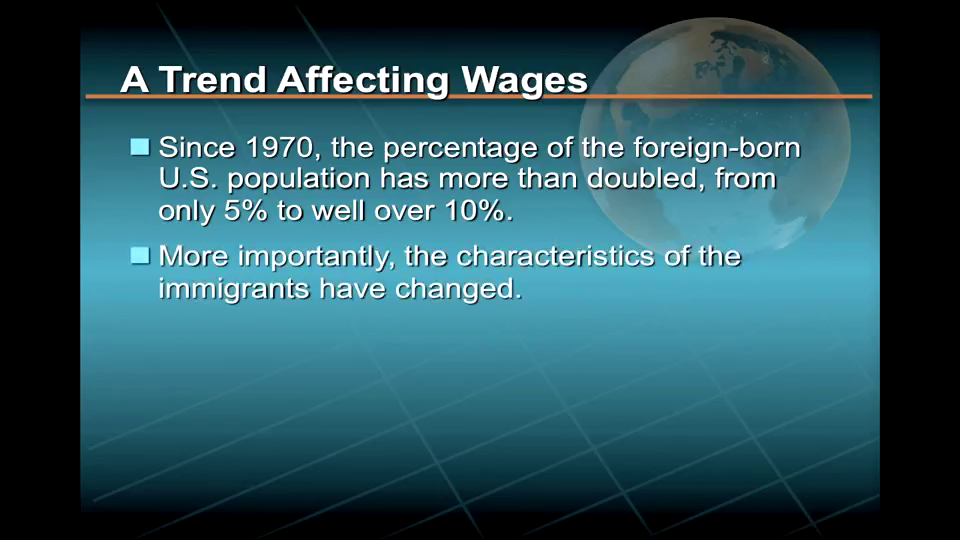 A Trend Affecting Wages
Since 1970, the percentage of the foreign-born
U.S. population has more than doubled, from
only 5% to well over 10%.
More importantly, the characteristics of the
immigrants have changed.